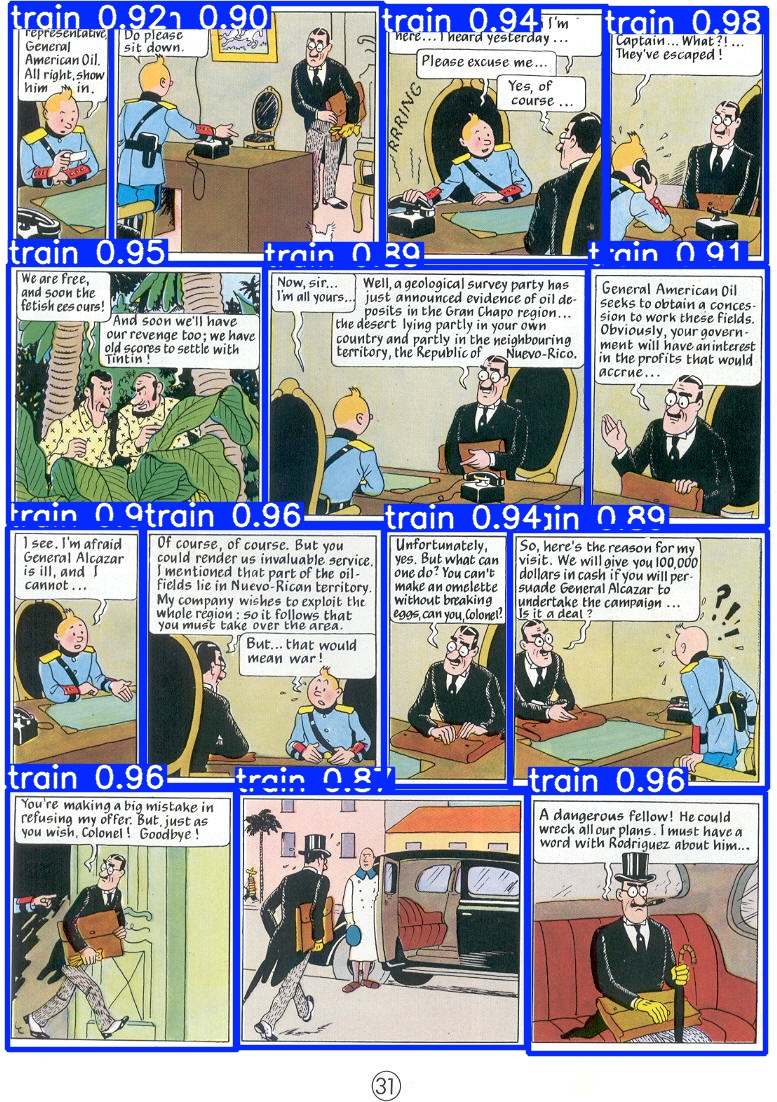 train 0.92
0.90
train 0.94
train 0.98
representative,
General
American Oil.
All right, show
him in.
Do please
sit down.
I'm
here... I heard yesterday...
Please excuse me...
Yes, of
course...
RRRING
Captain... What?!...
They've escaped!
train 0.95
train 0.89
train 0.91
We are free,
and soon the
fetish ees ours!
And soon we'll have
our revenge too; we have
old scores to settle with
Tintin!
Now, sir...
I'm all yours...
Well, a geological survey party has
just announced evidence of oil de-
posits in the Gran Chapo region...
the desert lying partly in your own
country and partly in the neighbouring
territory, the Republic of Nuevo-Rico.
General American Oil
seeks to obtain a conces-
sion to work these fields.
Obviously, your govern-
ment will have an interest
in the profits that would
accrue...
train 0.9
train 0.96
train 0.94
0.89
I see. I'm afraid
General Alcazar
is ill, and I
cannot...
Of course, of course. But you
could render us invaluable service.
I mentioned that part of the oil-
fields lie in Nuevo-Rican territory.
My company wishes to exploit the
whole region: so it follows that
you must take over the area.
But... that would
mean war!
Unfortunately,
yes. But what can
one do? You can't
make an omelette
without breaking
eggs, can you, Colonel?
So, here's the reason for my
visit. We will give you 100,000
dollars in cash if you will per-
suade General Alcazar to
undertake the campaign...
Is it a deal?
?!
train 0.96
train 0.87
train 0.96
You're making a big mistake in
refusing my offer. But, just as
you wish, Colonel! Goodbye!
A dangerous fellow! He could
wreck all our plans. I must have a
word with Rodriguez about him...
31